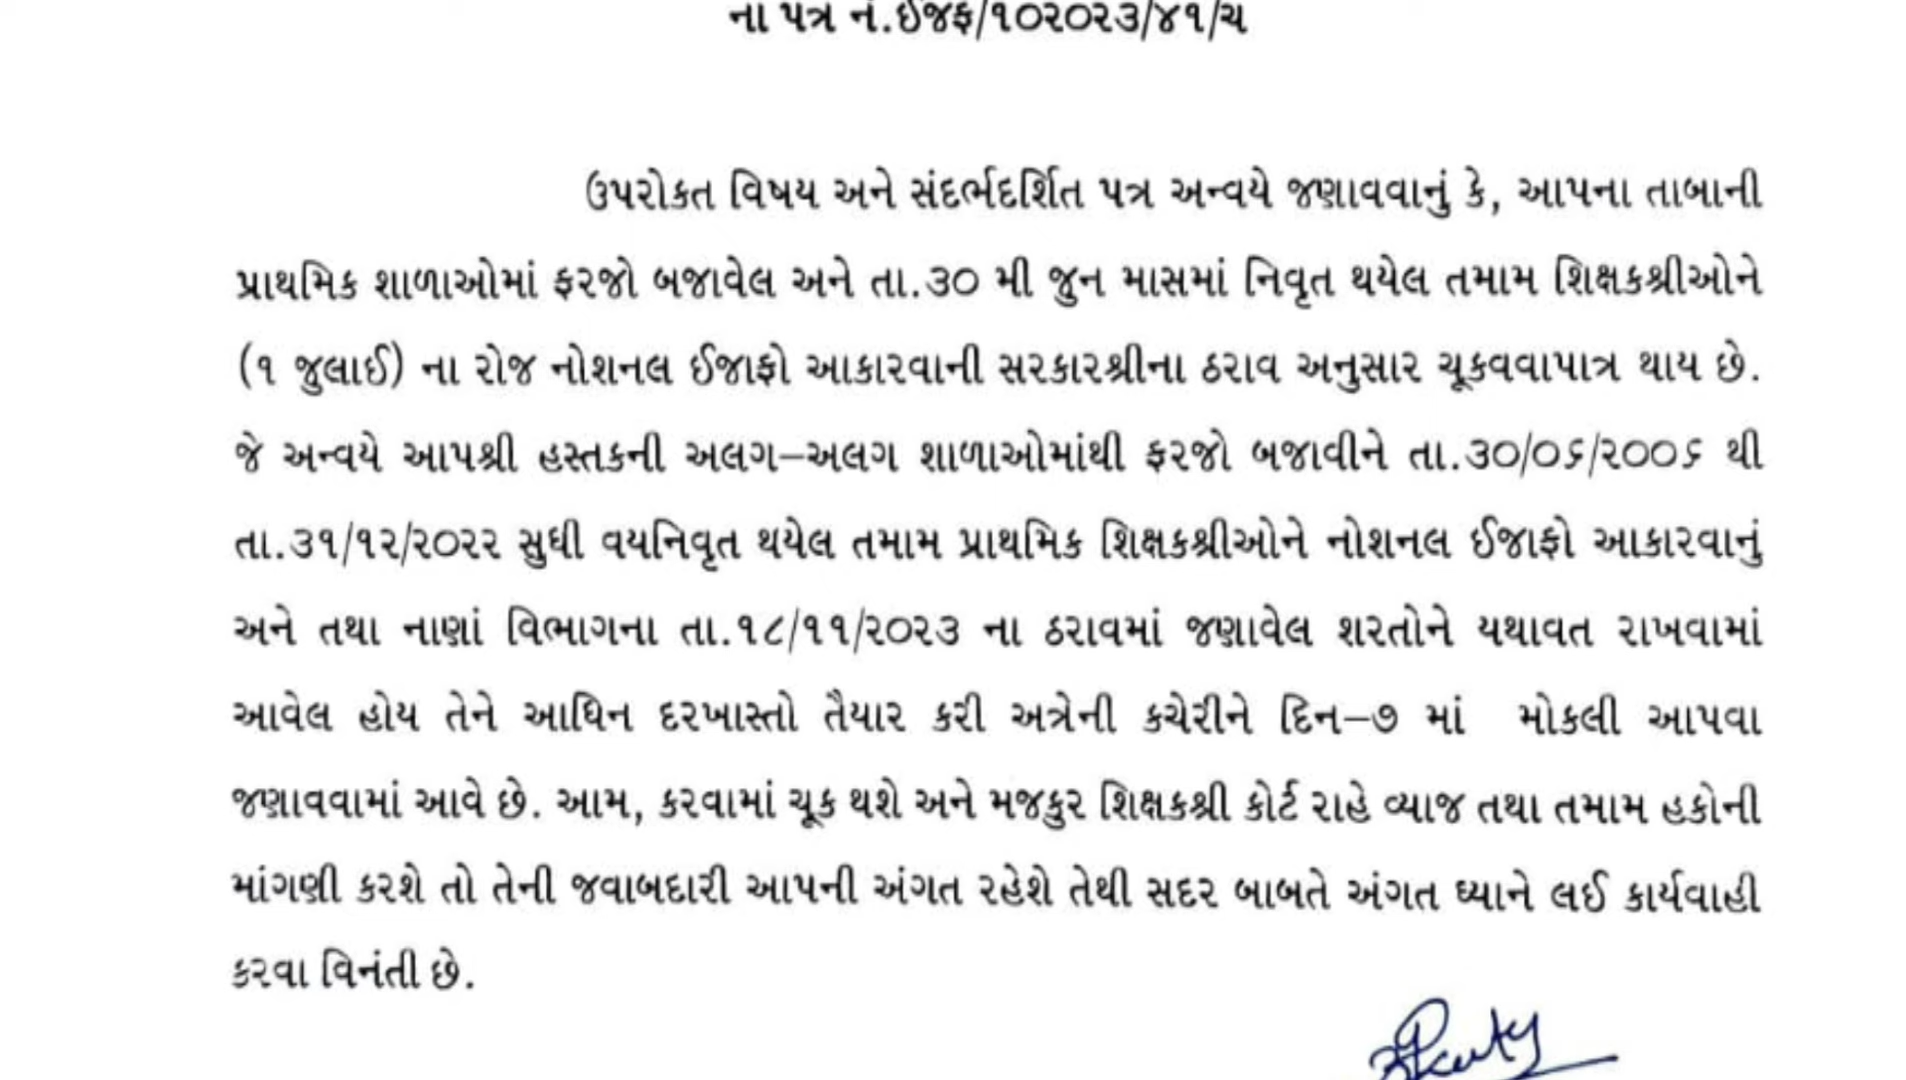 ના પત્ર નં.ઈજફ/૧૦૨૦૨૩/૪૧/ચ
ઉપરોકત વિષય અને સંદર્ભદર્શિત પત્ર અન્વયે જણાવવાનું કે, આપના તાબાની
પ્રાથમિક શાળાઓમાં ફરજો બજાવેલ અને તા.૩૦ મી જુન માસમાં નિવૃત થયેલ તમામ શિક્ષકશ્રીઓને
(૧ જુલાઈ) ના રોજ નોશનલ ઈજાફો આકારવાની સરકારશ્રીના ઠરાવ અનુસાર ચૂકવવાપાત્ર થાય છે.
જે અન્વયે આપશ્રી હસ્તકની અલગ–અલગ શાળાઓમાંથી ફરજો બજાવીને તા.૩૦/૦૬/૨૦૦૬ થી
તા.૩૧/૧૨/૨૦૨૨ સુધી વયનિવૃત થયેલ તમામ પ્રાથમિક શિક્ષકશ્રીઓને નોશનલ ઈજાફો આકારવાનું
અને તથા નાણાં વિભાગના તા.૧૮/૧૧/૨૦૨૩ ના ઠરાવમાં જણાવેલ શરતોને યથાવત રાખવામાં
આવેલ હોય તેને આધિન દરખાસ્તો તૈયાર કરી અત્રેની કચેરીને દિન–૭ માં મોકલી આપવા
જણાવવામાં આવે છે. આમ, કરવામાં ચૂક થશે અને મજકુર શિક્ષકશ્રી કોર્ટ રાહે વ્યાજ તથા તમામ હકોની
માંગણી કરશે તો તેની જવાબદારી આપની અંગત રહેશે તેથી સદર બાબતે અંગત ધ્યાને લઈ કાર્યવાહી
કરવા વિનંતી છે.